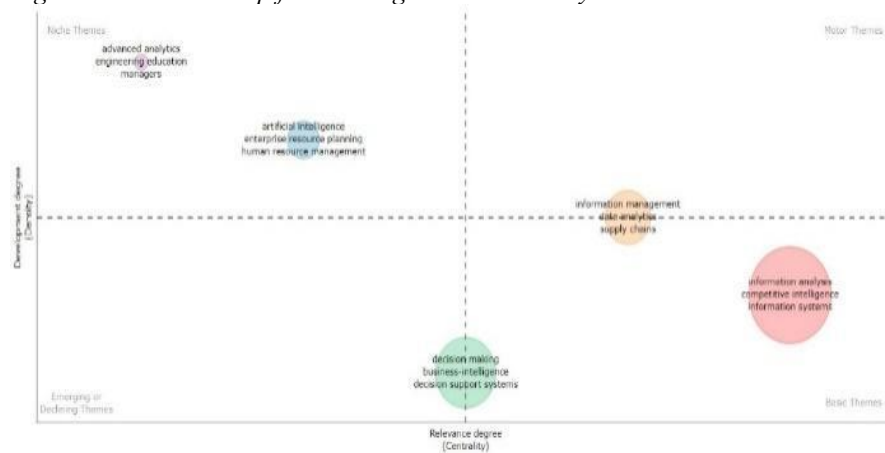 Niche Themes
Motor Themes
advanced analytics
engineering education
managers
artificial intelligence
enterprise resource planning
human resource management
information management
data analytics
supply chains
information analysis
competitive intelligence
information systems
decision making
business-intelligence
decision support systems
Emerging or
Declining Themes
Basic Themes
Development degree
(Density)
Relevance degree
(Centrality)